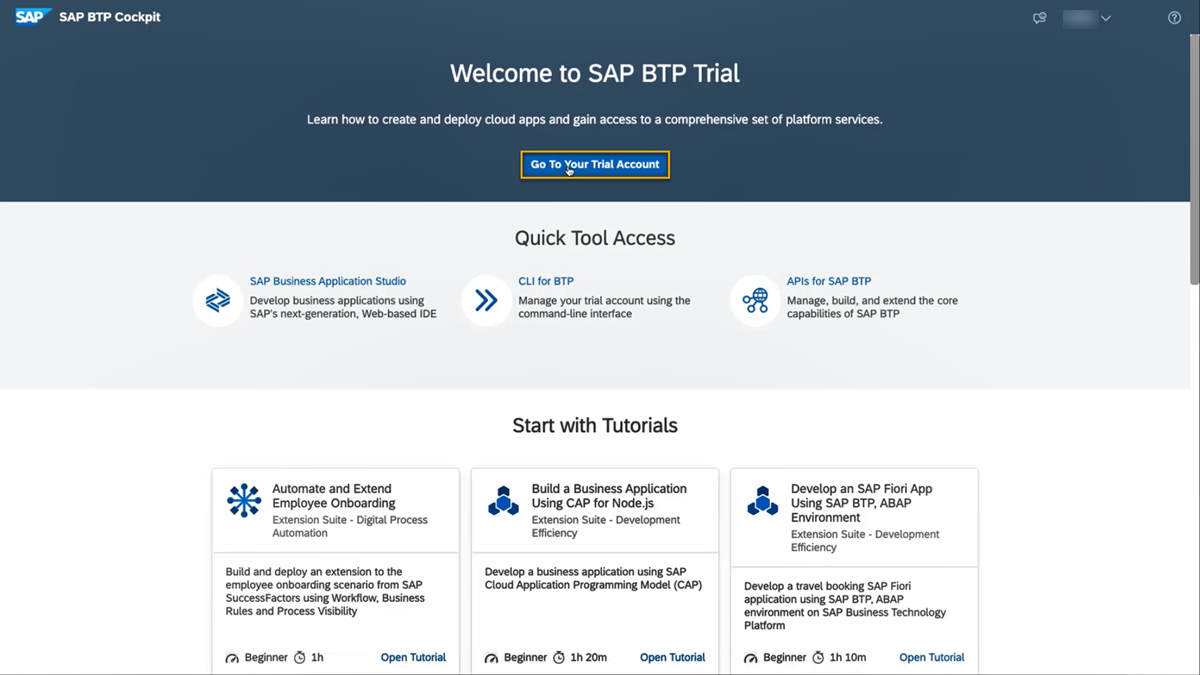 SAP SAP BTP Cockpit
Welcome to SAP BTP Trial
Learn how to create and deploy cloud apps and gain access to a comprehensive set of platform services.
Go To Your Trial Account
Quick Tool Access
SAP Business Application Studio
Develop business applications using
SAP's next-generation, Web-based IDE
CLI for BTP
Manage your trial account using the
command-line interface
APIs for SAP BTP
Manage, build, and extend the core
capabilities of SAP BTP
Start with Tutorials
Automate and Extend
Employee Onboarding
Extension Suite - Digital Process
Automation
Build and deploy an extension to the
employee onboarding scenario from SAP
SuccessFactors using Workflow, Business
Rules and Process Visibility
Beginner 1h Open Tutorial
Build a Business Application
Using CAP for Node.js
Extension Suite - Development
Efficiency
Develop a business application using SAP
Cloud Application Programming Model (CAP)
Beginner 1h 20m Open Tutorial
Develop an SAP Fiori App
Using SAP BTP, ABAP
Environment
Extension Suite - Development
Efficiency
Develop a travel booking SAP Fiori
application using SAP BTP, ABAP
environment on SAP Business Technology
Platform
Beginner 1h 10m Open Tutorial